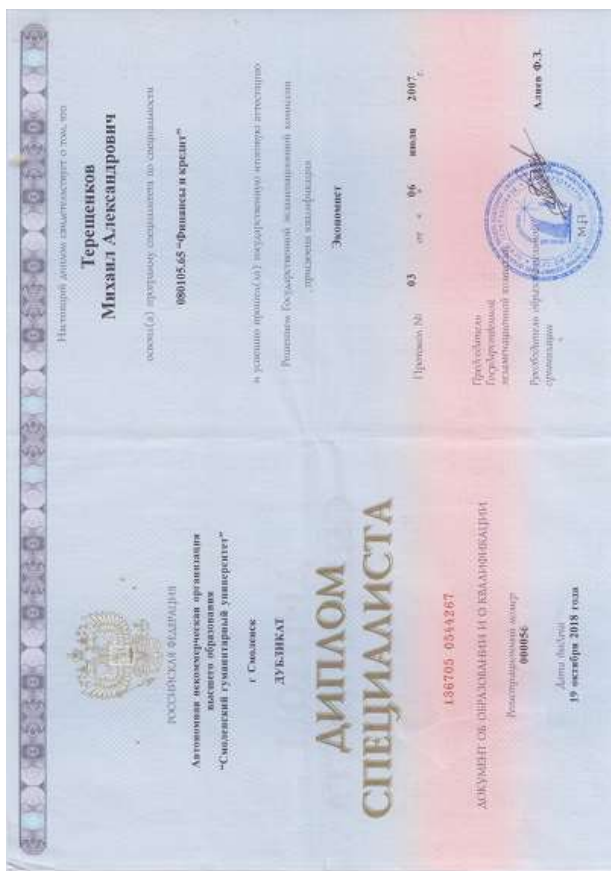 РОССИЙСКАЯ ФЕДЕРАЦИЯ
Автономная некоммерческая организация
высшего образования
“Смоленский гуманитарный университет”
г Смоленск
ДУБЛИКАТ
ДИПЛОМ
СПЕЦИАЛИСТА
136705 0544267
ДОКУМЕНТ ОБ ОБРАЗОВАНИИ И О КВАЛИФИКАЦИИ
Регистрационный номер
000056
Дата выдачи
19 октября 2018 года
Настоящий диплом свидетельствует о том, что
Терещенков
Михаил Александрович
освоил(а) программу специалитета по специальности
080105.65 “Финансы и кредит”
и успешно прошел(ла) государственную итоговую аттестацию
Решением Государственной экзаменационной комиссии
присвоена квалификация
Экономист
Протокол № 03 от « 06 » июля 2007 г.
Председатель
Государственной
экзаменационной комиссии
Руководитель образовательной
организации
Алиев Ф.З.
М.П.